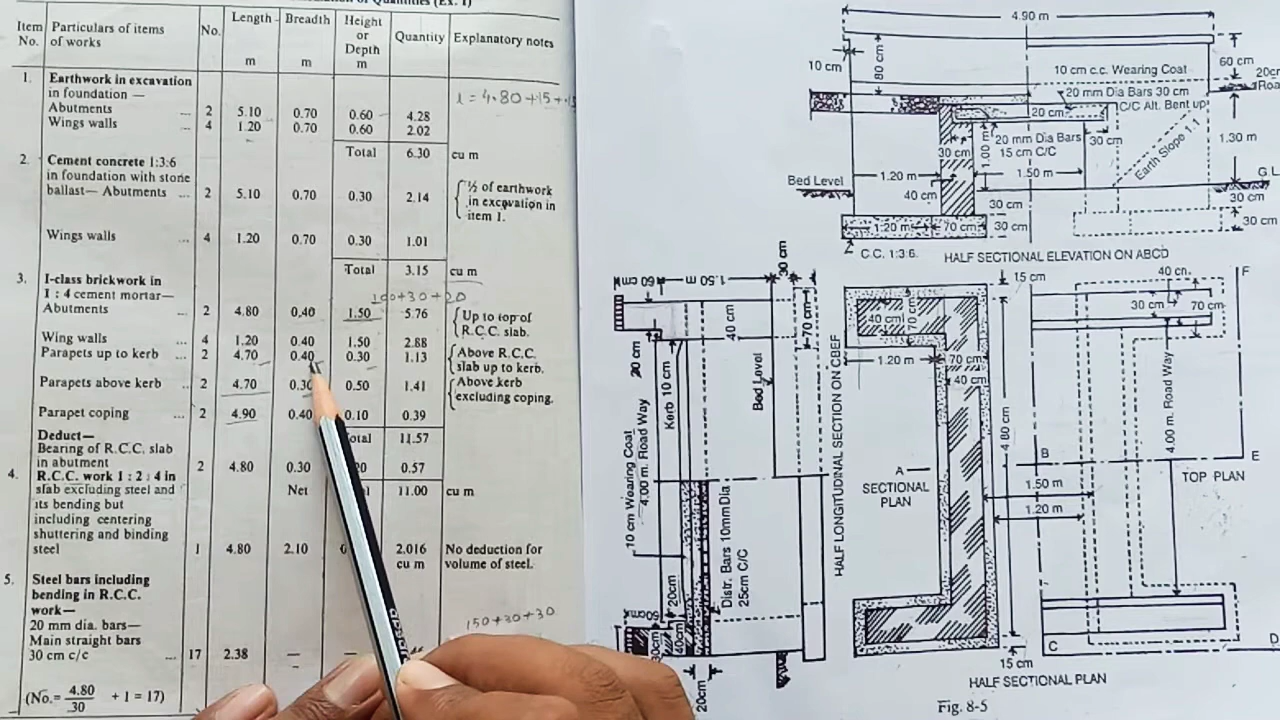 Item No. Particulars of items of works No. Length m Breadth m Height or Depth m Quantity Explanatory notes
1. Earthwork in excavation
in foundation —
Abutments ... 2 5.10 0.70 0.60 4.28
Wings walls ... 4 1.20 0.70 0.60 2.02
Total 6.30 cu m
2. Cement concrete 1:3:6
in foundation with stone
ballast— Abutments ... 2 5.10 0.70 0.30 2.14
{½ of earthwork
in excavation in
item 1.
Wings walls ... 4 1.20 0.70 0.30 1.01
Total 3.15 cu m
3. I-class brickwork in
1 : 4 cement mortar—
100+30+20
Abutments ... 2 4.80 0.40 1.50 5.76
{Up to top of
R.C.C. slab.
Wing walls ... 4 1.20 0.40 1.50 2.88
Parapets up to kerb ... 2 4.70 0.40 0.30 1.13
{Above R.C.C.
slab up to kerb.
Parapets above kerb ... 2 4.70 0.30 0.50 1.41
{Above kerb
excluding coping.
Parapet coping ... 2 4.90 0.40 0.10 0.39
11.57
Deduct—
Bearing of R.C.C. slab
in abutment 2 4.80 0.30 0.57
Net 11.00 cu m
4. R.C.C. work 1 : 2 : 4 in
slab excluding steel and
its bending but
including centering
shuttering and binding
steel 1 4.80 2.10 2.016 cu m
No deduction for
volume of steel.
5. Steel bars including
bending in R.C.C.
work—
150+30+30
20 mm dia. bars—
Main straight bars
30 cm c/c ... 17 2.38 — —
(No. = 4.80/30 + 1 = 17)
4.90 m
10 cm
80 cm
10 cm c.c. Wearing Coat
60 cm
20 mm Dia Bars 30 cm
C/C Alt. Bent up
20 cm
20 mm Dia Bars
15 cm C/C
30 cm
1.00
30 cm
1.30 m
Earth Slope 1:1
1.20 m
1.50 m
Bed Level
40 cm
G.L
30 cm
30 cm
30 cm
1.20 m
70 cm
30 cm
C.C. 1:3:6.
HALF SECTIONAL ELEVATION ON ABCD
60 cm
1.50 m
30 cm
40 cm
70 cm
20 cm
Kerb 10 cm
Bed Level
10 cm Wearing Coat
4.00 m. Road Way
Distr. Bars 10mm Dia
25cm C/C
20cm
30cm
40cm
20cm
HALF LONGITUDINAL SECTION ON CBEF
15 cm
40 cm
70 cm
1.20 m
70 cm
40 cm
4.80 cm
A
SECTIONAL
PLAN
15 cm
HALF SECTIONAL PLAN
40 cn.
F
30 cm
70 cm
4.00 m. Road Way
B
E
TOP PLAN
1.50 m
1.20 m
C
D
Fig. 8-5